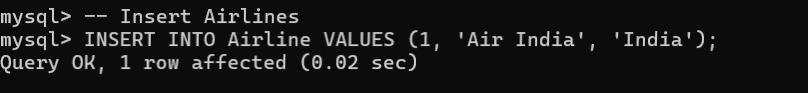 mysql> -- Insert Airlines
mysql> INSERT INTO Airline VALUES (1, 'Air India', 'India');
Query OK, 1 row affected (0.02 sec)